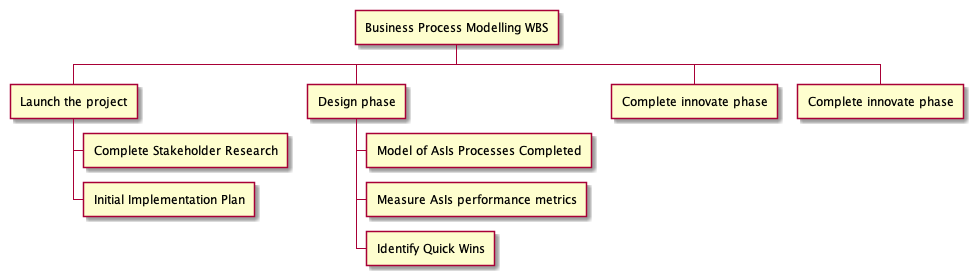 Business Process Modelling WBS
Launch the project
Design phase
Complete innovate phase
Complete innovate phase
Complete Stakeholder Research
Model of AsIs Processes Completed
Initial Implementation Plan
Measure AsIs performance metrics
Identify Quick Wins